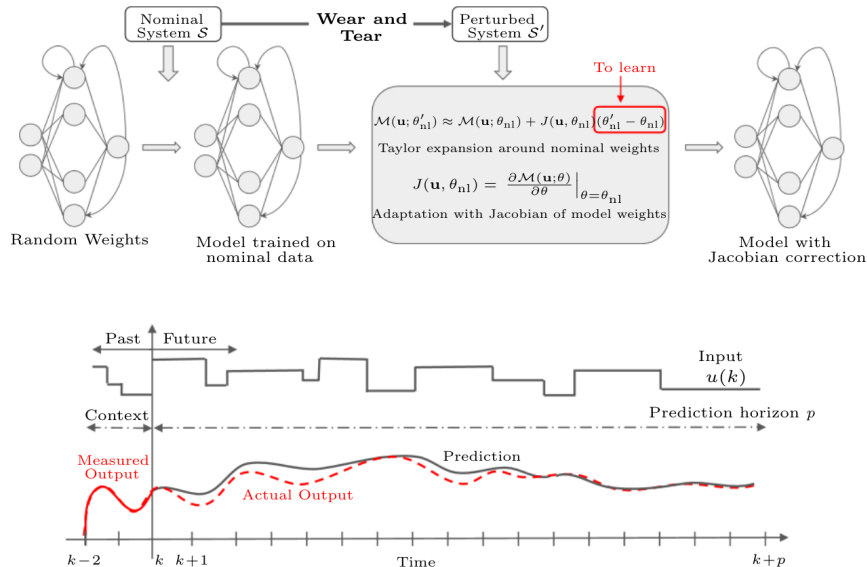 Nominal
System 𝒮
Wear and
Tear
Perturbed
System 𝒮′
To learn
ℳ(u; θ′ₙₗ) ≈ ℳ(u; θₙₗ) + J(u, θₙₗ)(θ′ₙₗ − θₙₗ)
Taylor expansion around nominal weights
J(u, θₙₗ) = ∂ℳ(u;θ)/∂θ |θ=θₙₗ
Adaptation with Jacobian of model weights
Random Weights
Model trained on
nominal data
Model with
Jacobian correction
Past
Future
Input
u(k)
Context
Prediction horizon p
Measured
Output
Prediction
Actual Output
k−2
k
k+1
Time
k+p